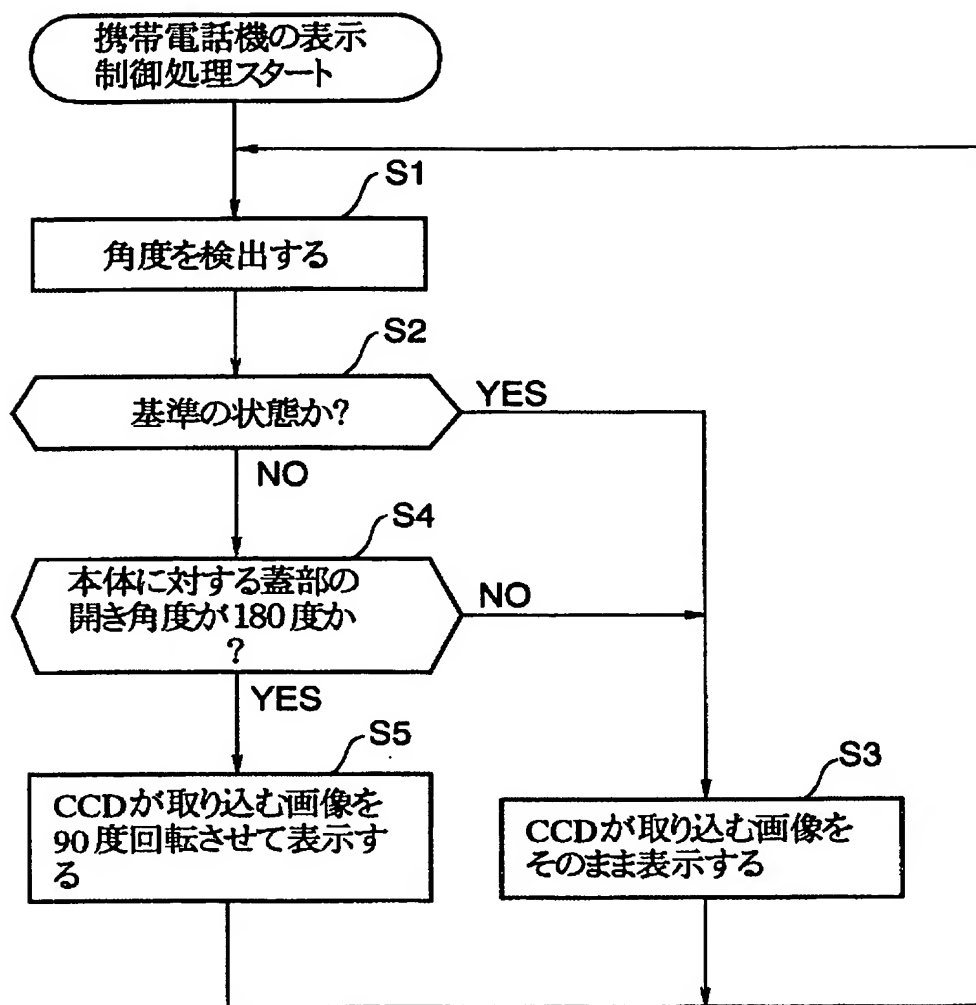 携帯電話機の表示
制御処理スタート
S1
角度を検出する
S2
基準の状態か?
YES
NO
S4
本体に対する蓋部の
開き角度が180度か
?
NO
YES
S5
CCDが取り込む画像を
90度回転させて表示す
る
S3
CCDが取り込む画像を
そのまま表示する